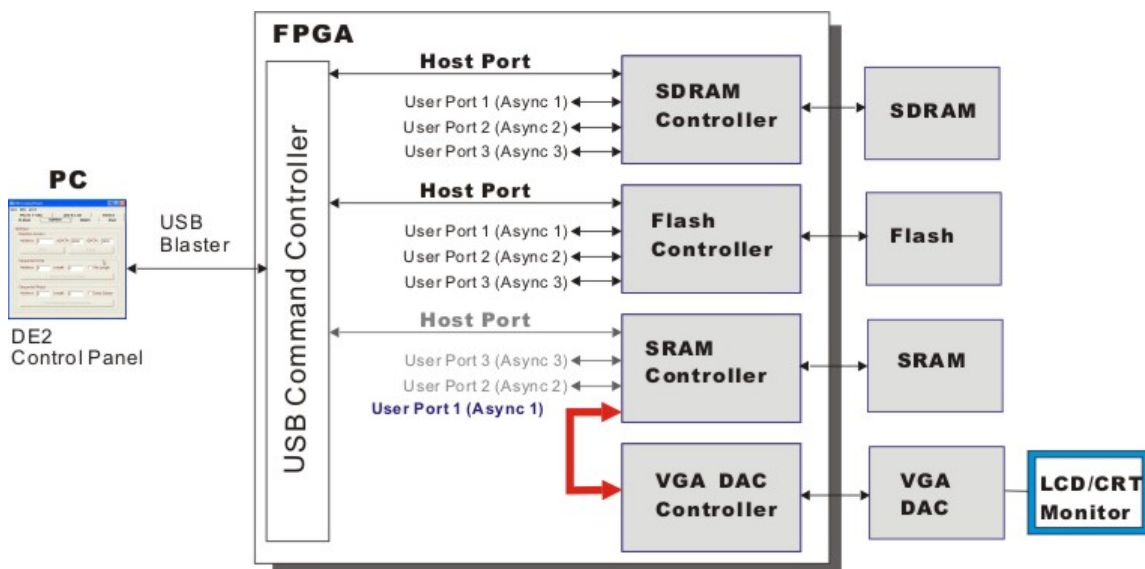 FPGA
Host Port
User Port 1 (Async 1)
User Port 2 (Async 2)
User Port 3 (Async 3)
SDRAM
Controller
SDRAM
Host Port
User Port 1 (Async 1)
User Port 2 (Async 2)
User Port 3 (Async 3)
Flash
Controller
Flash
PC
USB
Blaster
DE2
Control Panel
USB Command Controller
Host Port
User Port 3 (Async 3)
User Port 2 (Async 2)
User Port 1 (Async 1)
SRAM
Controller
SRAM
VGA DAC
Controller
VGA
DAC
LCD/CRT
Monitor